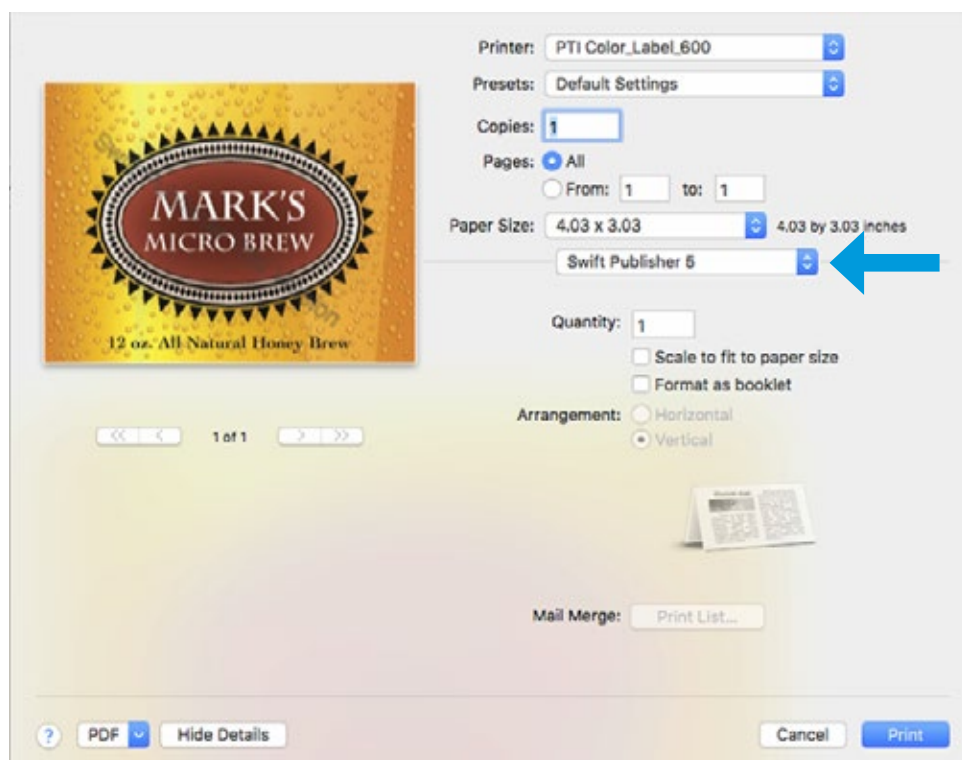 Printer: PTI Color_Label_600
Presets: Default Settings
Copies: 1
Pages: All
From: 1 to: 1
Paper Size: 4.03 x 3.03 4.03 by 3.03 inches
Swift Publisher 5
MARK'S
MICRO BREW
12 oz. All Natural Honey Brew
Quantity: 1
Scale to fit to paper size
Format as booklet
Arrangement: Horizontal
Vertical
<< < 1 of 1 > >>
Mail Merge: Print List...
? PDF Hide Details Cancel Print